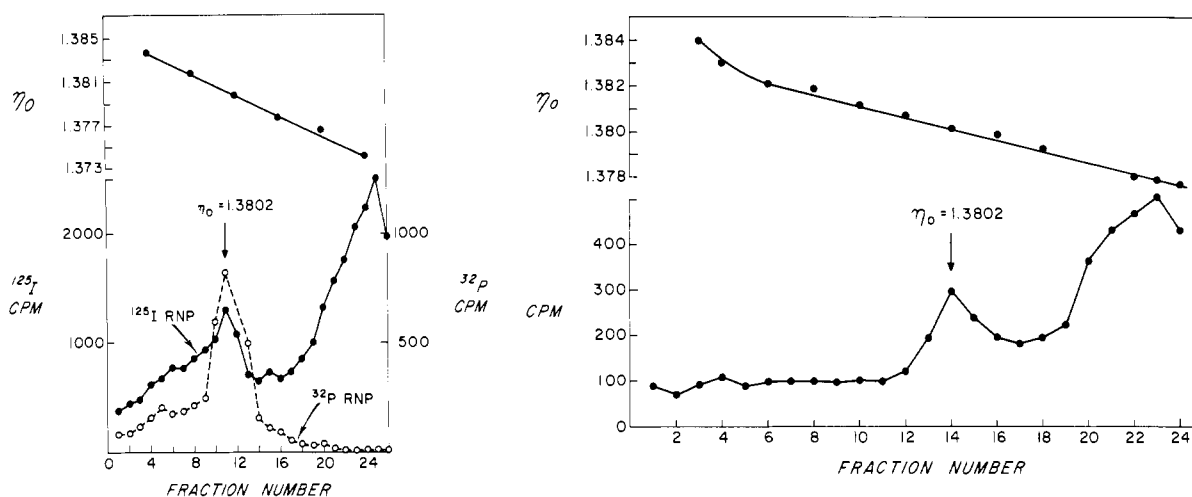 1.385
1.381
1.377
1.373
η₀
η₀ = 1.3802
2000
1000
¹²⁵I
CPM
¹²⁵I RNP
³²P RNP
1000
500
³²P
CPM
0 4 8 12 16 20 24
FRACTION NUMBER
1.384
1.382
1.380
1.378
η₀
η₀ = 1.3802
400
300
200
100
0
CPM
2 4 6 8 10 12 14 16 18 20 22 24
FRACTION NUMBER